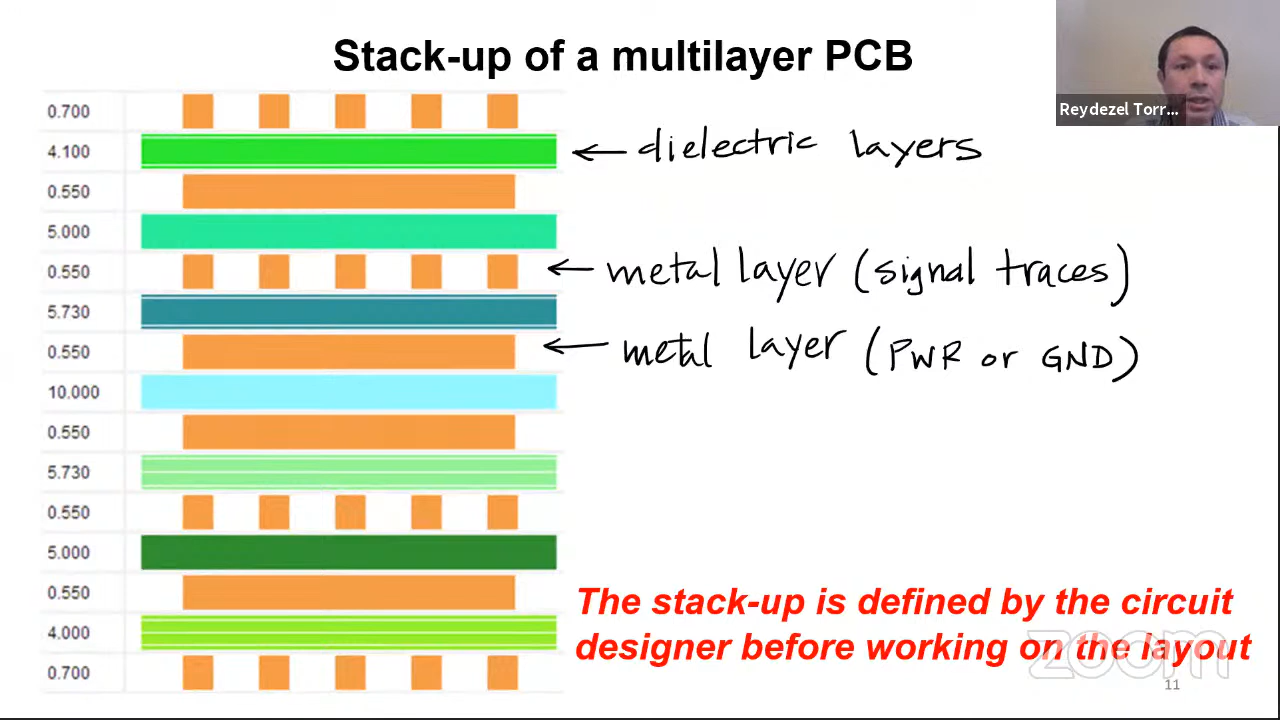 Stack-up of a multilayer PCB
Reydezel Torr...
0.700
4.100
← dielectric layers
0.550
5.000
0.550
← metal layer (signal traces)
5.730
0.550
← metal layer (PWR or GND)
10.000
0.550
5.730
0.550
5.000
0.550
The stack-up is defined by the circuit
4.000
designer before working on the layout
zoom
0.700
11